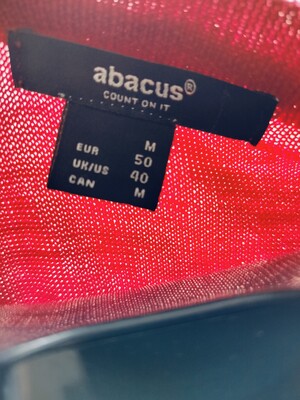 abacus®
COUNT ON IT
EUR M
UK/US 50
CAN 40
M